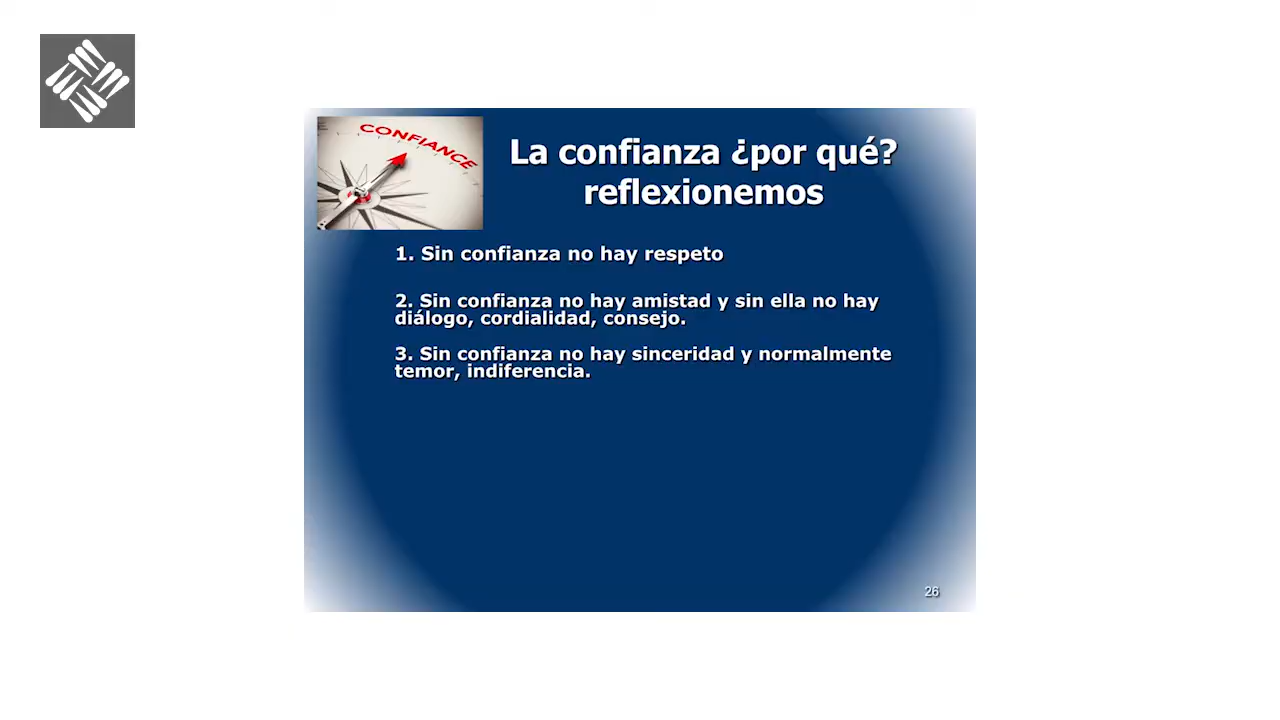 CONFIANCE
La confianza ¿por qué?
reflexionemos
1. Sin confianza no hay respeto
2. Sin confianza no hay amistad y sin ella no hay
diálogo, cordialidad, consejo.
3. Sin confianza no hay sinceridad y normalmente
temor, indiferencia.
26